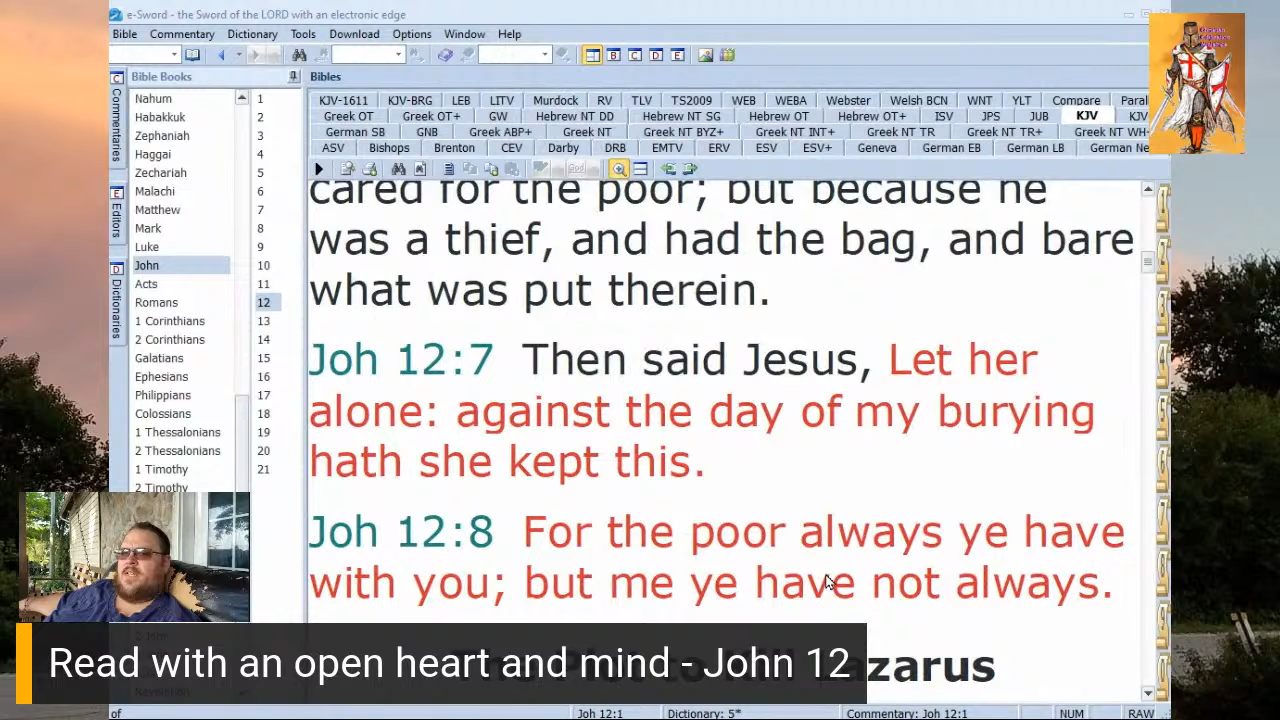 e-Sword - the Sword of the LORD with an electronic edge
Bible Commentary Dictionary Tools Download Options Window Help
B C D E
Bible Books
Bibles
Commentaries
Editors
Dictionaries
Nahum
Habakkuk
Zephaniah
Haggai
Zechariah
Malachi
Matthew
Mark
Luke
John
Acts
Romans
1 Corinthians
2 Corinthians
Galatians
Ephesians
Philippians
Colossians
1 Thessalonians
2 Thessalonians
1 Timothy
2 Timothy
1
2
3
4
5
6
7
8
9
10
11
12
13
14
15
16
17
18
19
20
21
KJV-1611 KJV-BRG LEB LITV Murdock RV TLV TS2009 WEB WEBA Webster Welsh BCN WNT YLT Compare Paral
Greek OT Greek OT+ GW Hebrew NT DD Hebrew NT SG Hebrew OT Hebrew OT+ ISV JPS JUB KJV KJV
German SB GNB Greek ABP+ Greek NT Greek NT BYZ+ Greek NT INT+ Greek NT TR Greek NT TR+ Greek NT WH-
ASV Bishops Brenton CEV Darby DRB EMTV ERV ESV ESV+ Geneva German EB German LB German Ne
cared for the poor; but because he
was a thief, and had the bag, and bare
what was put therein.
Joh 12:7 Then said Jesus, Let her
alone: against the day of my burying
hath she kept this.
Joh 12:8 For the poor always ye have
with you; but me ye have not always.
Read with an open heart and mind - John 12
of
Joh 12:1
Dictionary: 5*
Commentary: Joh 12:1
NUM
RAW